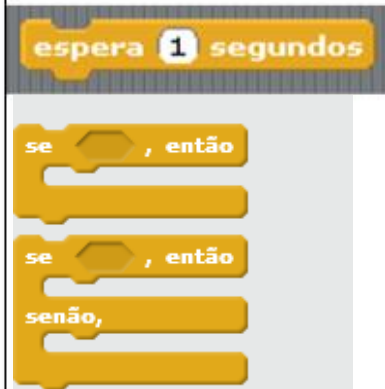 espera 1 segundos
se , então
se , então
senão,